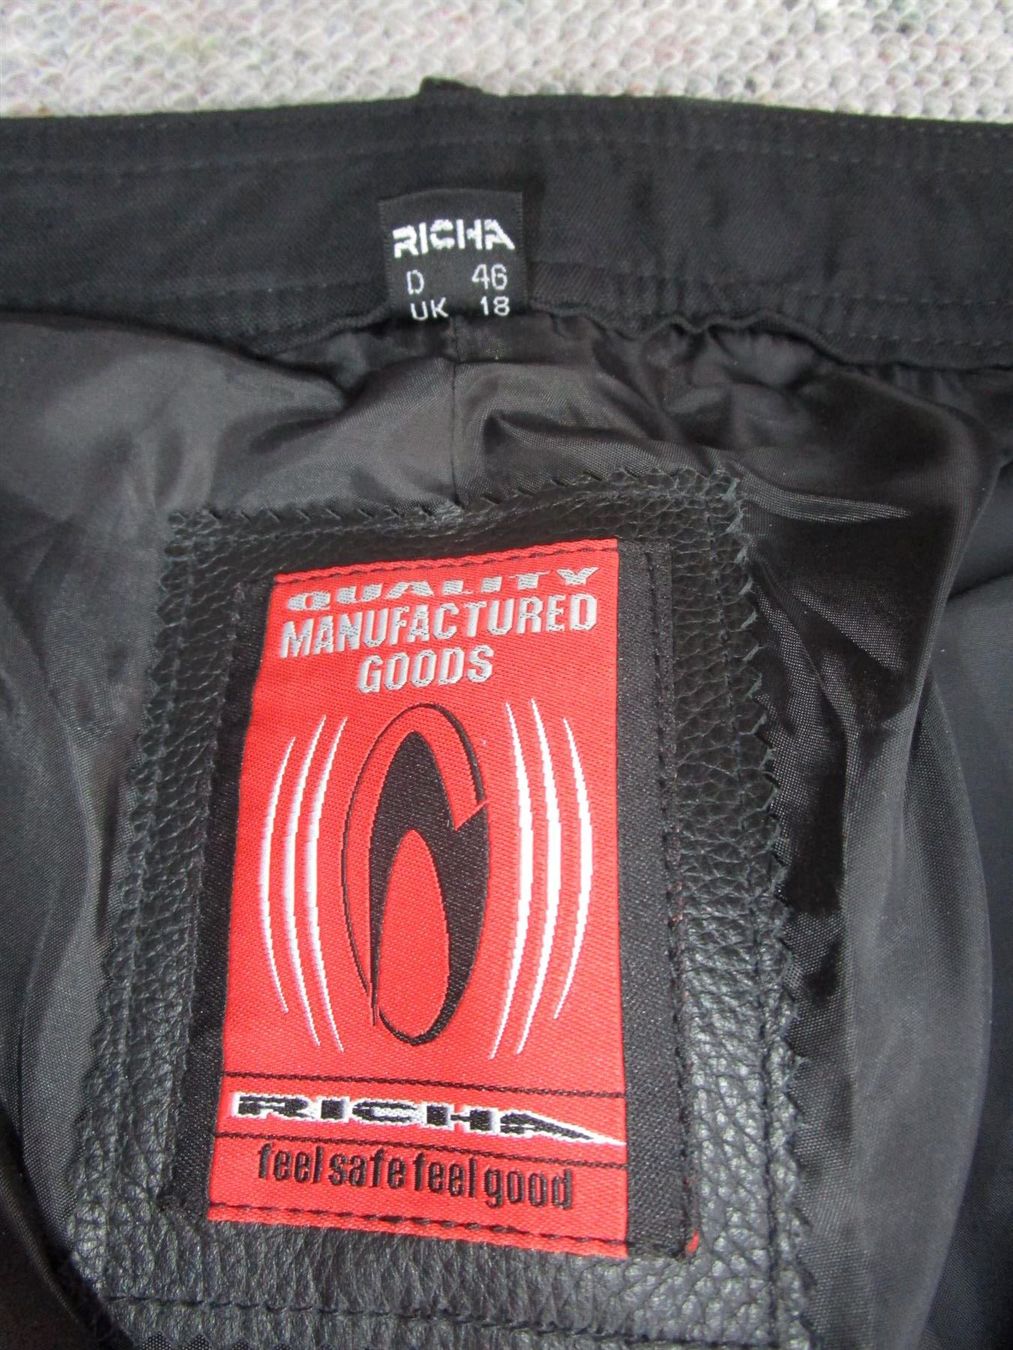 RICHA
D 46
UK 18
QUALITY
MANUFACTURED
GOODS
RICHA
feel safe feel good